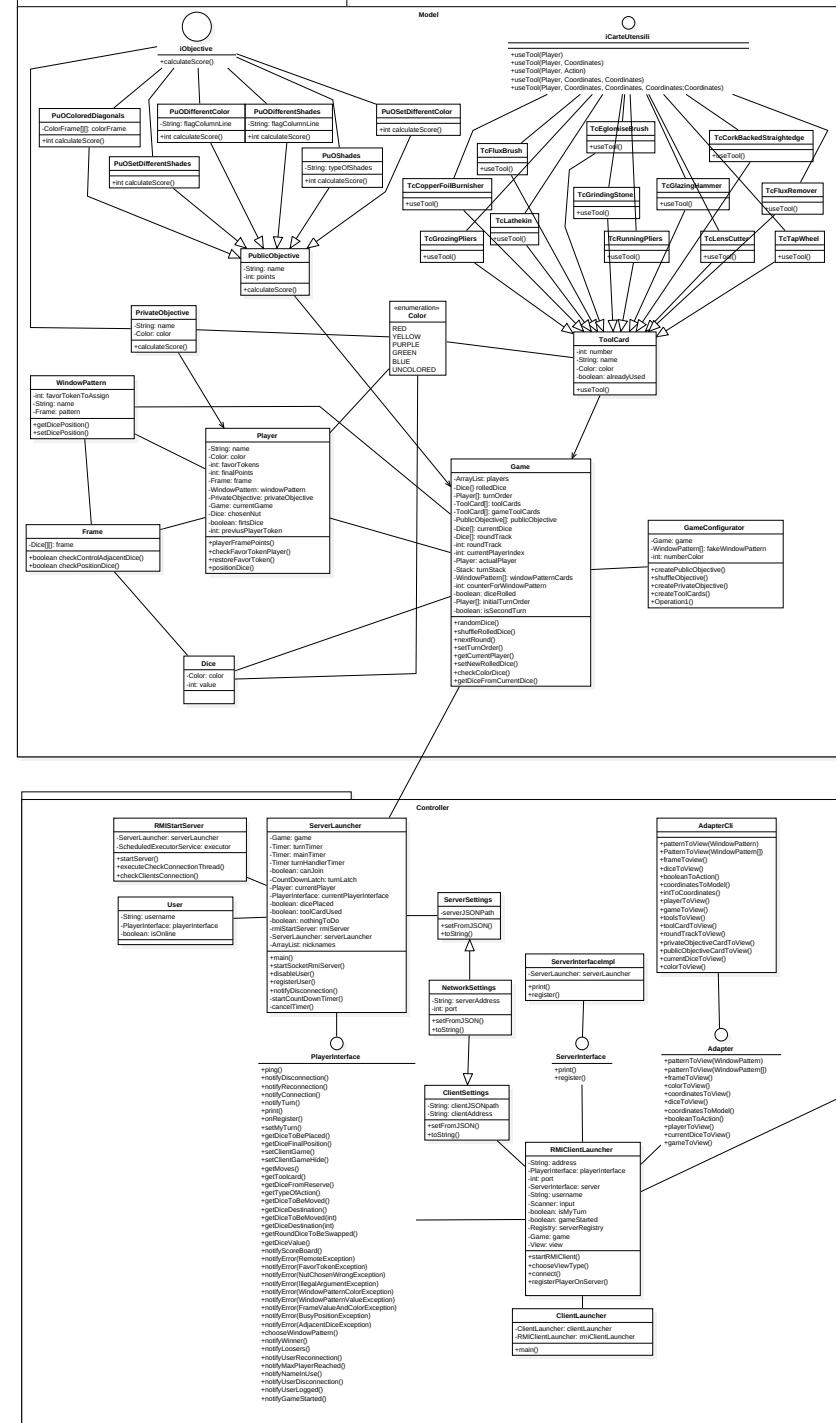 Model
iObjective
+calculateScore()
iCarteUtensili
+useTool(Player)
+useTool(Player, Coordinates)
+useTool(Player, Action)
+useTool(Player, Coordinates, Coordinates)
+useTool(Player, Coordinates, Coordinates, Coordinates;Coordinates)
PuOColoredDiagonals
-ColorFrame[][]: colorFrame
+int calculateScore()
PuODifferentColor
-String: flagColumnLine
+int calculateScore()
PuODifferentShades
-String: flagColumnLine
+int calculateScore()
PuOSetDifferentColor
+int calculateScore()
PuOSetDifferentShades
+int calculateScore()
PuOShades
-String: typeOfShades
+int calculateScore()
TcFluxBrush
+useTool()
TcEglomiseBrush
+useTool()
TcCorkBackedStraightedge
+useTool()
TcCopperFoilBurnisher
+useTool()
TcGrindingStone
+useTool()
TcGlazingHammer
+useTool()
TcFluxRemover
+useTool()
TcLathekin
+useTool()
TcGrozingPliers
+useTool()
TcRunningPliers
+useTool()
TcLensCutter
+useTool()
TcTapWheel
+useTool()
PublicObjective
-String: name
-int: points
+calculateScore()
PrivateObjective
-String: name
-Color: color
+calculateScore()
«enumeration»
Color
RED
YELLOW
PURPLE
GREEN
BLUE
UNCOLORED
ToolCard
-int: number
-String: name
-Color: color
-boolean: alreadyUsed
+useTool()
WindowPattern
-int: favorTokenToAssign
-String: name
-Frame: pattern
+getDicePosition()
+setDicePosition()
Player
-String: name
-Color: color
-int: favorTokens
-int: finalPoints
-Frame: frame
-WindowPattern: windowPattern
-PrivateObjective: privateObjective
-Game: currentGame
-Dice: chosenNut
-boolean: firtsDice
-int: previusPlayerToken
+playerFramePoints()
+checkFavorTokenPlayer()
+restoreFavorToken()
+positionDice()
Game
-ArrayList: players
-Dice{} rolledDice
-Player[]: turnOrder
-ToolCard[]: toolCards
-ToolCard[]: gameToolCards
-PublicObjective[]: publicObjective
-Dice[]: currentDice
-Dice[]: roundTrack
-int: roundTrack
-int: currentPlayerIndex
-Player: actualPlayer
-Stack: turnStack
-WindowPattern[]: windowPatternCards
-int: counterForWindowPattern
-boolean: diceRolled
-Player[]: initialTurnOrder
-boolean: isSecondTurn
+randomDice()
+shuffleRolledDice()
+nextRound()
+setTurnOrder()
+getCurrentPlayer()
+setNewRolledDice()
+checkColorDice()
+getDiceFromCurrentDice()
GameConfigurator
-Game: game
-WindowPattern[]: fakeWindowPattern
-int: numberColor
+createPublicObjective()
+shuffleObjective()
+createPrivateObjective()
+createToolCards()
+Operation1()
Frame
-Dice[][]: frame
+boolean checkControlAdjacentDice()
+boolean checkPositionDice()
Dice
-Color: color
-int: value
Controller
RMIStartServer
-ServerLauncher: serverLauncher
-ScheduledExecutorService: executor
+startServer()
+executeCheckConnectionThread()
+checkClientsConnection()
User
-String: username
-PlayerInterface: playerInterface
-boolean: isOnline
ServerLauncher
-Game: game
-Timer: turnTimer
-Timer: mainTimer
-Timer turnHandlerTimer
-boolean: canJoin
-CountDownLatch: turnLatch
-Player: currentPlayer
-PlayerInterface: currentPlayerInterface
-boolean: dicePlaced
-boolean: toolCardUsed
-boolean: nothingToDo
-rmiStartServer: rmiServer
-ServerLauncher: serverLauncher
-ArrayList: nicknames
+main()
+startSocketRmiServer()
+disableUser()
+registerUser()
+notifyDisconnection()
-startCountDownTimer()
-cancelTimer()
ServerSettings
-serverJSONPath
+setFromJSON()
+toString()
NetworkSettings
-String: serverAddress
-int: port
+setFromJSON()
+toString()
ClientSettings
-String: clientJSONpath
-String: clientAddress
+setFromJSON()
+toString()
ServerInterfaceImpl
-ServerLauncher: serverLauncher
+print()
+register()
ServerInterface
+print()
+register()
AdapterCli
+patternToView(WindowPattern)
+PatternToView(WindowPattern[])
+frameToview()
+diceToView()
+booleanToAction()
+coordinatesToModel()
+intToCoordinates()
+playerToView()
+gameToView()
+toolsToView()
+toolCardToView()
+roundTrackToView()
+privateObjectiveCardToView()
+publicObjectiveCardToView()
+currentDiceToView()
+colorToView()
Adapter
+patternToView(WindowPattern)
+patternToView(WindowPattern[])
+frameToView()
+colorToView()
+coordinatesToView()
+diceToView()
+coordinatesToModel()
+booleanToAction()
+playerToView()
+currentDiceToView()
+gameToView()
PlayerInterface
+ping()
+notifyDisconnection()
+notifyReconnection()
+notifyConnection()
+notifyTurn()
+print()
+onRegister()
+setMyTurn()
+getDiceToBePlaced()
+getDiceFinalPosition()
+setClientGame()
+setClientGameHide()
+getMoves()
+getToolcard()
+getDiceFromReserve()
+getTypeOfAction()
+getDiceToBeMoved()
+getDiceDestination()
+getDiceToBeMoved(int)
+getDiceDestination(int)
+getRoundDiceToBeSwapped()
+getDiceValue()
+notifyScoreBoard()
+notifyError(RemoteException)
+notifyError(FavorTokenException)
+notifyError(NutChosenWrongException)
+notifyError(IllegalArgumentException)
+notifyError(WindowPatternColorException)
+notifyError(WindowPatternValueException)
+notifyError(FrameValueAndColorException)
+notifyError(BusyPositionException)
+notifyError(AdjacentDiceException)
+chooseWindowPattern()
+notifyWinner()
+notifyLoosers()
+notifyUserReconnection()
+notifyMaxPlayerReached()
+notifyNameInUse()
+notifyUserDisconnection()
+notifyUserLogged()
+notifyGameStarted()
RMIClientLauncher
-String: address
-PlayerInterface: playerInterface
-int: port
-ServerInterface: server
-String: username
-Scanner: input
-boolean: isMyTurn
-boolean: gameStarted
-Registry: serverRegistry
-Game: game
-View: view
+startRMIClient()
+chooseViewType()
+connect()
+registerPlayerOnServer()
ClientLauncher
-ClientLauncher: clientLauncher
-RMIClientLauncher: rmiClientLauncher
+main()